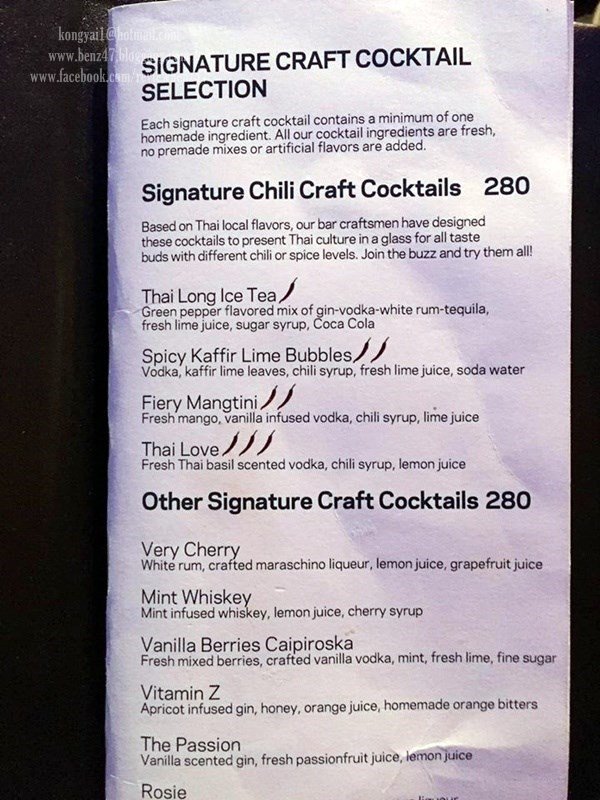 kongyai1@hotmail.com
www.benz47.blogspot
www.facebook.com/
SIGNATURE CRAFT COCKTAIL
SELECTION
Each signature craft cocktail contains a minimum of one
homemade ingredient. All our cocktail ingredients are fresh,
no premade mixes or artificial flavors are added.
Signature Chili Craft Cocktails 280
Based on Thai local flavors, our bar craftsmen have designed
these cocktails to present Thai culture in a glass for all taste
buds with different chili or spice levels. Join the buzz and try them all!
Thai Long Ice Tea
Green pepper flavored mix of gin-vodka-white rum-tequila,
fresh lime juice, sugar syrup, Coca Cola
Spicy Kaffir Lime Bubbles
Vodka, kaffir lime leaves, chili syrup, fresh lime juice, soda water
Fiery Mangtini
Fresh mango, vanilla infused vodka, chili syrup, lime juice
Thai Love
Fresh Thai basil scented vodka, chili syrup, lemon juice
Other Signature Craft Cocktails 280
Very Cherry
White rum, crafted maraschino liqueur, lemon juice, grapefruit juice
Mint Whiskey
Mint infused whiskey, lemon juice, cherry syrup
Vanilla Berries Caipiroska
Fresh mixed berries, crafted vanilla vodka, mint, fresh lime, fine sugar
Vitamin Z
Apricot infused gin, honey, orange juice, homemade orange bitters
The Passion
Vanilla scented gin, fresh passionfruit juice, lemon juice
Rosie